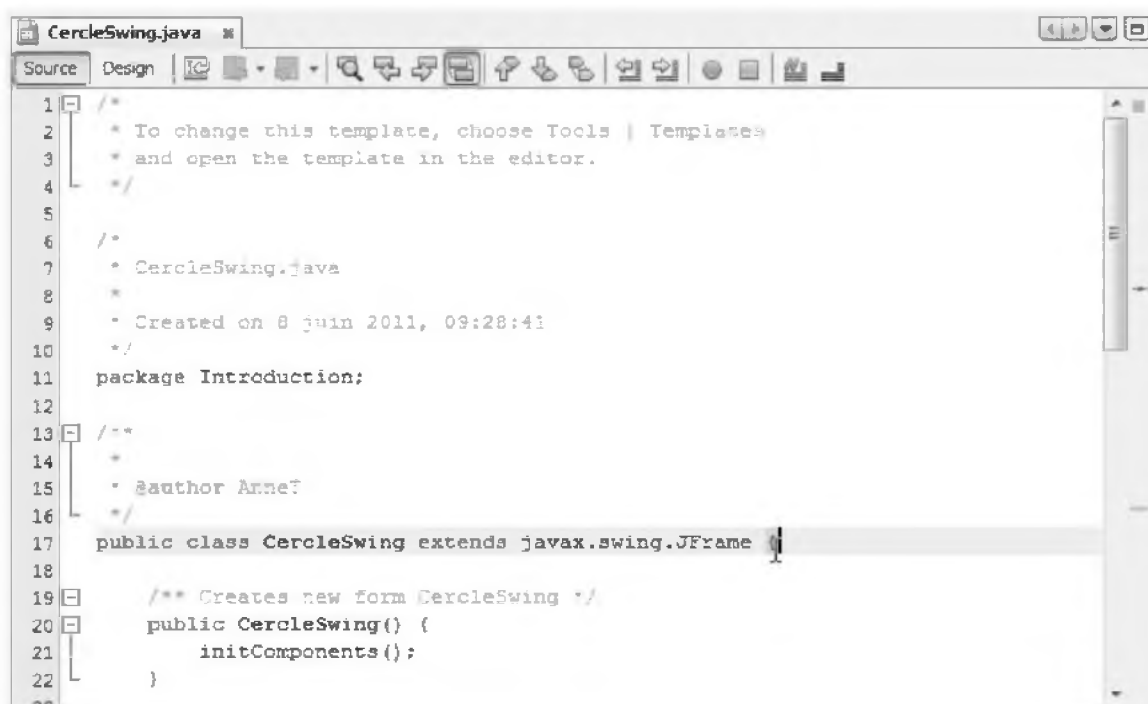 CercleSwing.java
Source Design
1 /*
2 * To change this template, choose Tools | Templates
3 * and open the template in the editor.
4 */
5
6 /*
7 * CercleSwing.java
8 *
9 * Created on 8 juin 2011, 09:28:41
10 */
11 package Introduction;
12
13 /**
14 *
15 * @author AnneT
16 */
17 public class CercleSwing extends javax.swing.JFrame {
18
19 /** Creates new form CercleSwing */
20 public CercleSwing() {
21 initComponents();
22 }